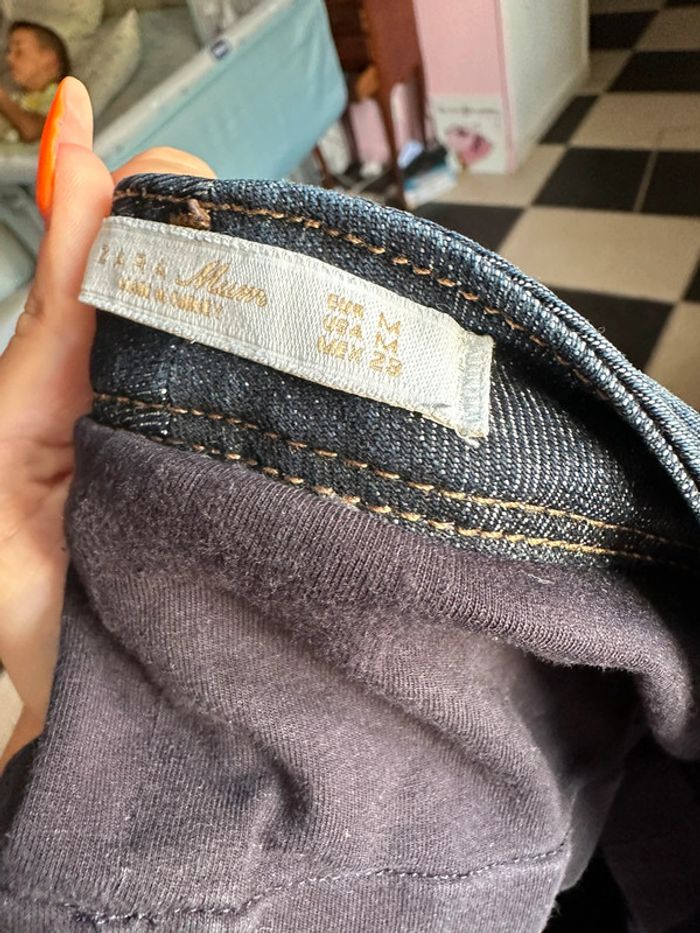 ZARA Mum
MADE IN TURKEY
EUR M
USA M
MEX 28